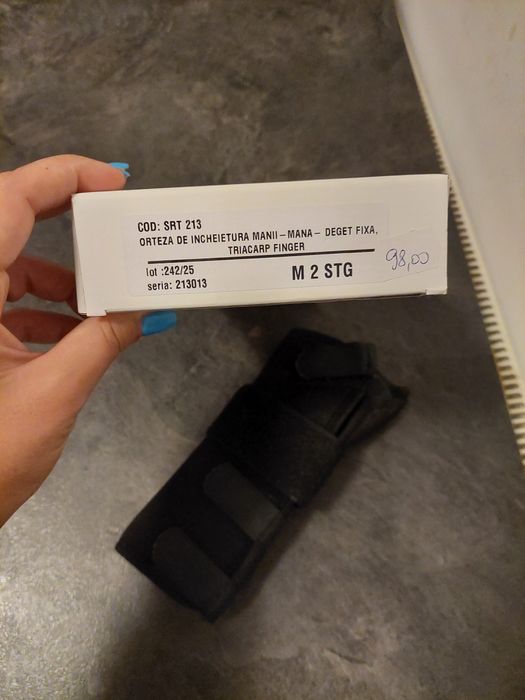 COD: SRT 213
ORTEZA DE INCHEIETURA MANII – MANA – DEGET FIXA,
TRIACARP FINGER
lot :242/25
seria: 213013
M 2 STG
98,00